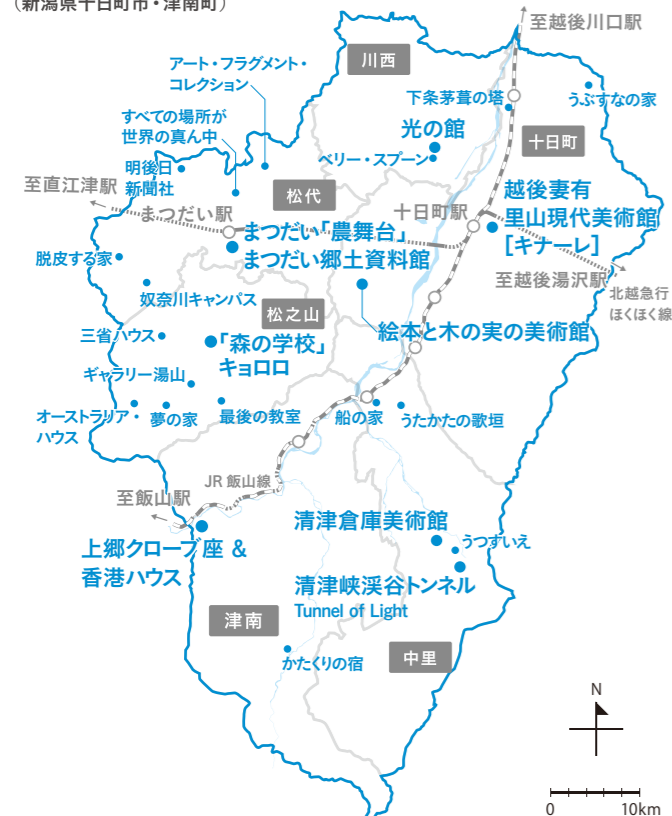 （新潟県十日町市・津南町）
至越後川口駅
川西
アート・フラグメント・
コレクション
下条茅葺の塔
うぶすなの家
すべての場所が
世界の真ん中
光の館
十日町
ベリー・スプーン
明後日
新聞社
至直江津駅
松代
越後妻有
里山現代美術館
[キナーレ]
まつだい駅
十日町駅
まつだい「農舞台」
まつだい郷土資料館
脱皮する家
至越後湯沢駅
北越急行
ほくほく線
奴奈川キャンパス
松之山
三省ハウス
「森の学校」
キョロロ
絵本と木の実の美術館
ギャラリー湯山
オーストラリア・
ハウス
夢の家
最後の教室
船の家
うたかたの歌垣
JR 飯山線
至飯山駅
清津倉庫美術館
うつすいえ
上郷クローブ座 &
香港ハウス
清津峡渓谷トンネル
Tunnel of Light
津南
中里
かたくりの宿
N
0
10km